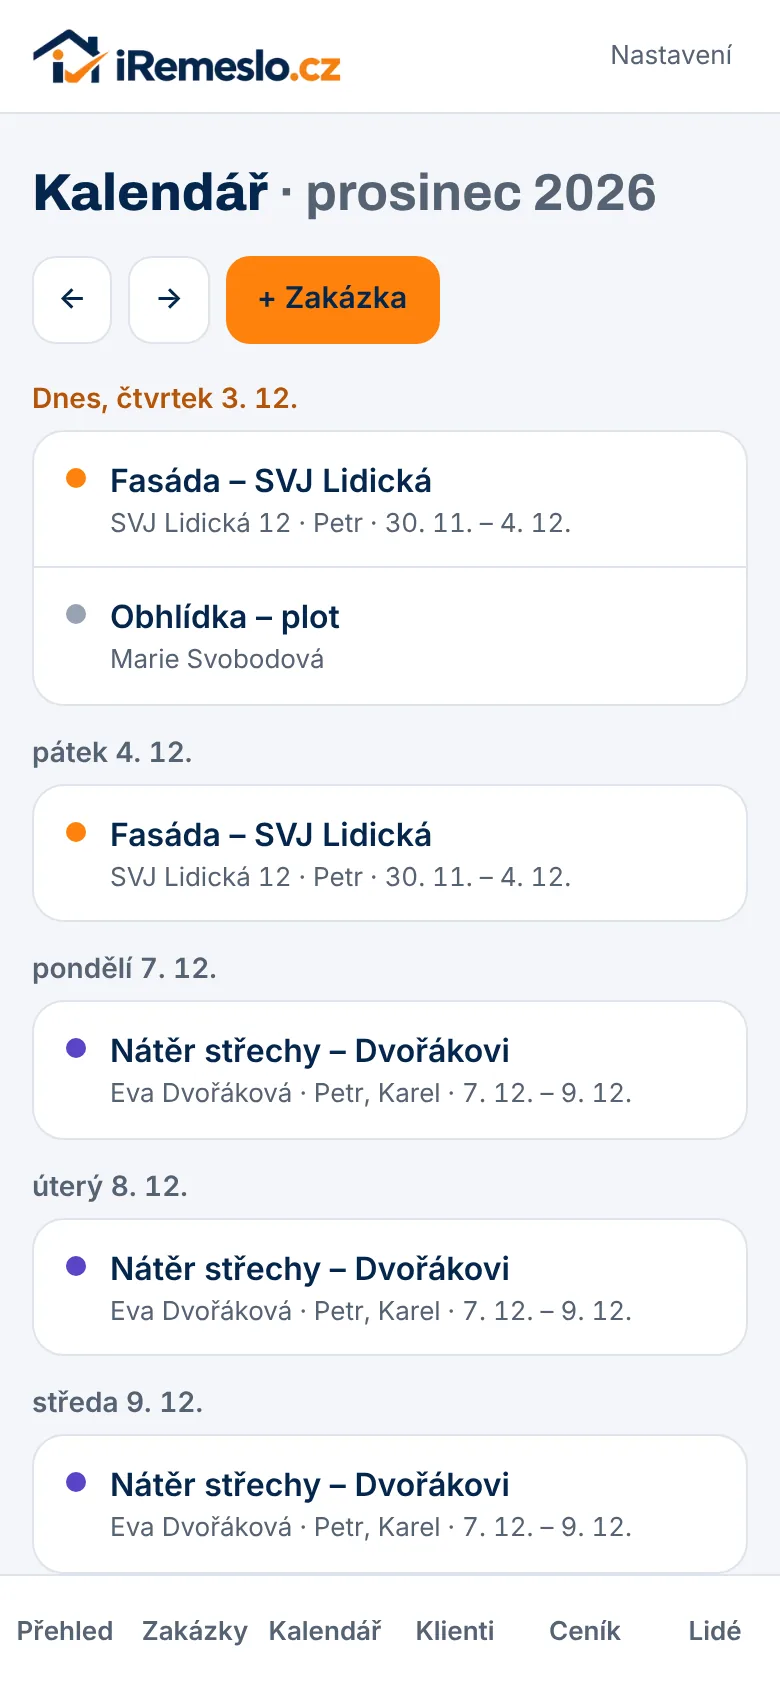 iRemeslo.cz
Nastavení
Kalendář · prosinec 2026
← → + Zakázka
Dnes, čtvrtek 3. 12.
Fasáda – SVJ Lidická
SVJ Lidická 12 · Petr · 30. 11. – 4. 12.
Obhlídka – plot
Marie Svobodová
pátek 4. 12.
Fasáda – SVJ Lidická
SVJ Lidická 12 · Petr · 30. 11. – 4. 12.
pondělí 7. 12.
Nátěr střechy – Dvořákovi
Eva Dvořáková · Petr, Karel · 7. 12. – 9. 12.
úterý 8. 12.
Nátěr střechy – Dvořákovi
Eva Dvořáková · Petr, Karel · 7. 12. – 9. 12.
středa 9. 12.
Nátěr střechy – Dvořákovi
Eva Dvořáková · Petr, Karel · 7. 12. – 9. 12.
Přehled Zakázky Kalendář Klienti Ceník Lidé